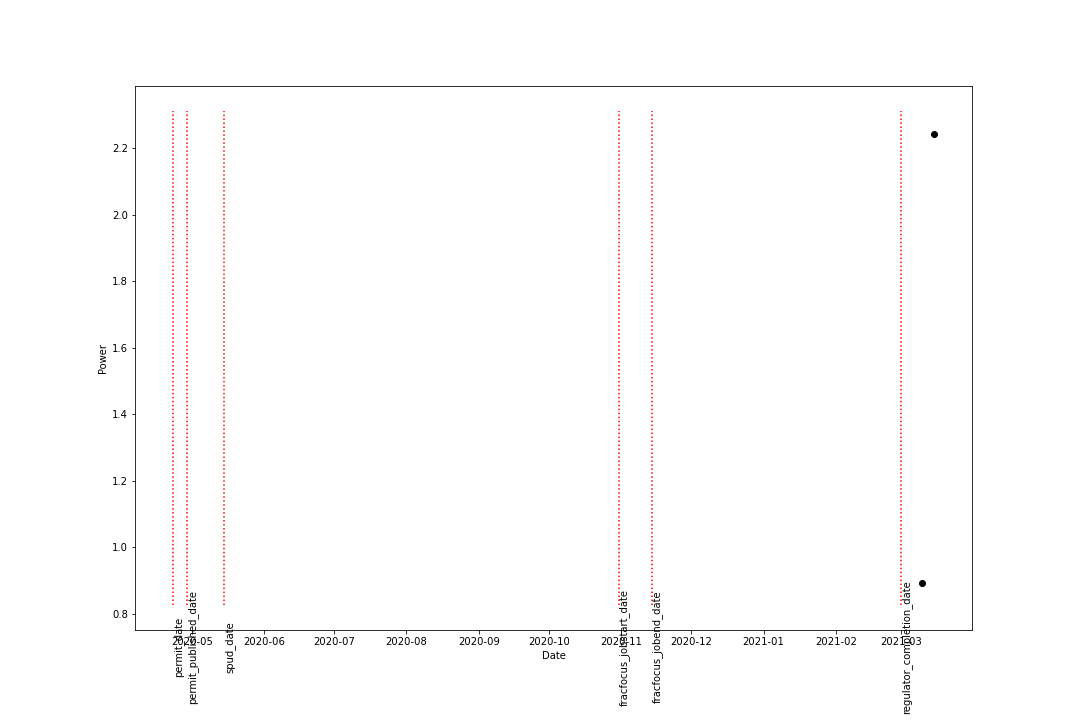 Power
2.2
2.0
1.8
1.6
1.4
1.2
1.0
0.8
2020-05
2020-06
2020-07
2020-08
2020-09
2020-10
2020-11
2020-12
2021-01
2021-02
2021-03
Date
permit_date
permit_published_date
spud_date
fracfocus_jobstart_date
fracfocus_jobend_date
regulator_completion_date